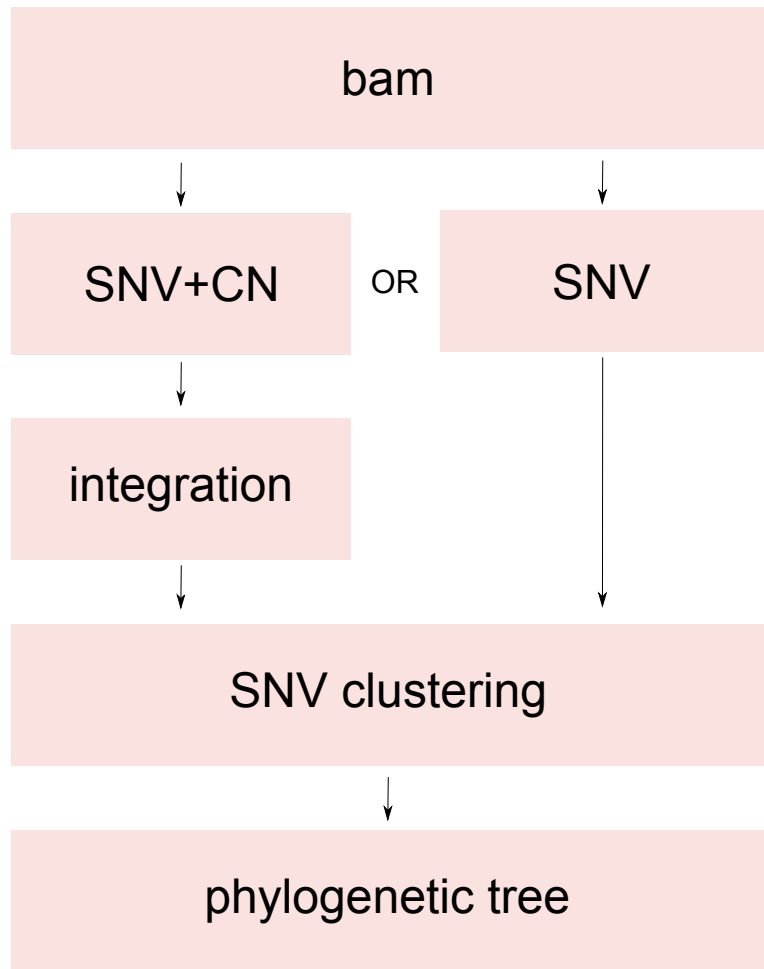 bam
SNV+CN
OR
SNV
integration
SNV clustering
phylogenetic tree